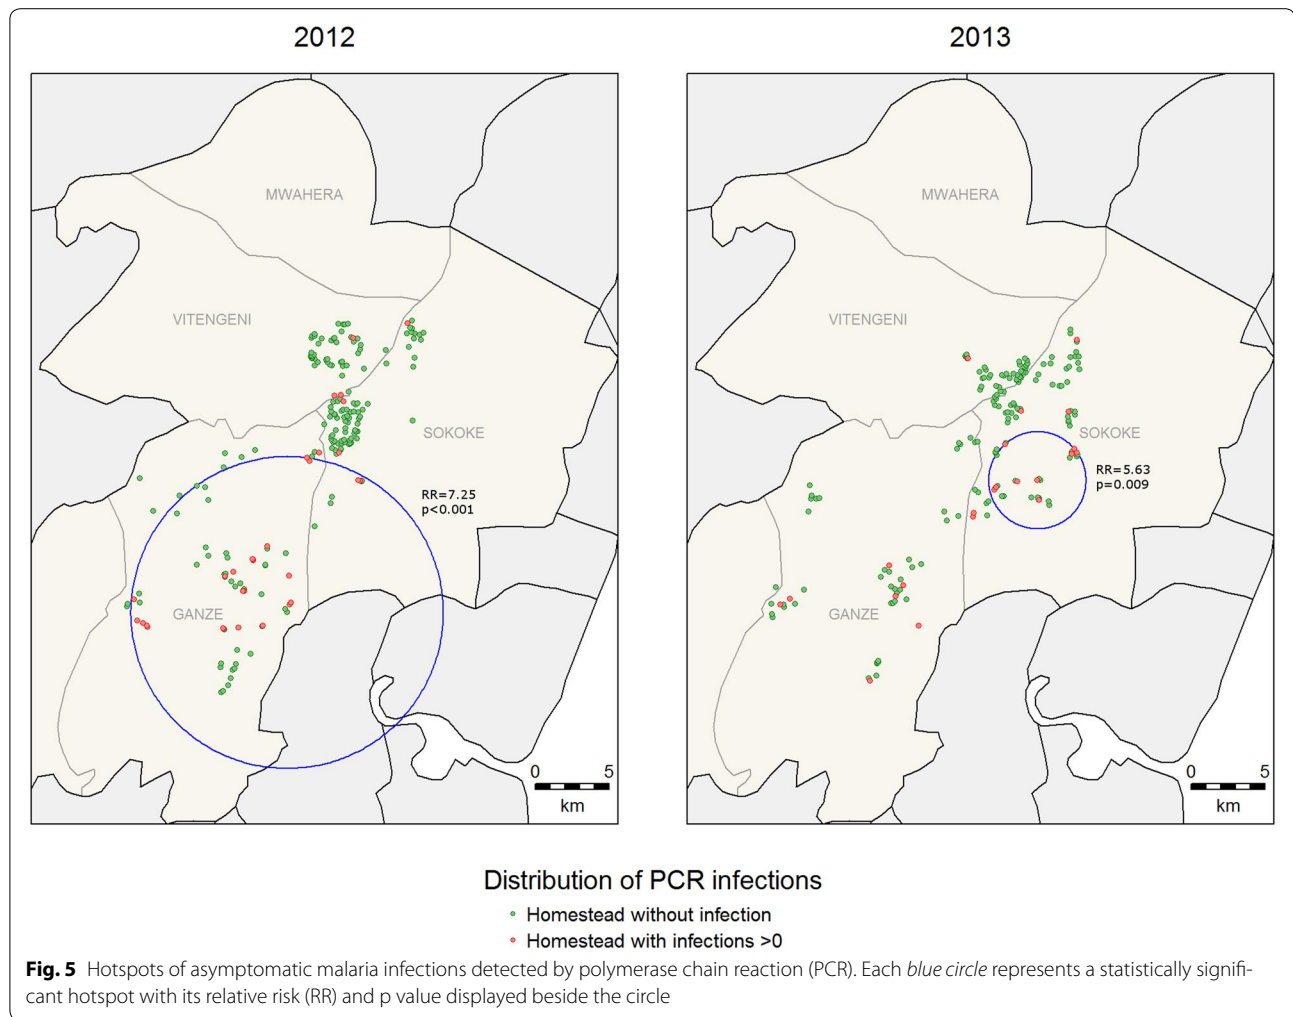 2012
2013
MWAHERA
VITENGENI
SOKOKE
RR=7.25
p<0.001
GANZE
0 5
km
MWAHERA
VITENGENI
SOKOKE
RR=5.63
p=0.009
GANZE
0 5
km
Distribution of PCR infections
Homestead without infection
Homestead with infections >0
Fig. 5 Hotspots of asymptomatic malaria infections detected by polymerase chain reaction (PCR). Each blue circle represents a statistically signifi-
cant hotspot with its relative risk (RR) and p value displayed beside the circle